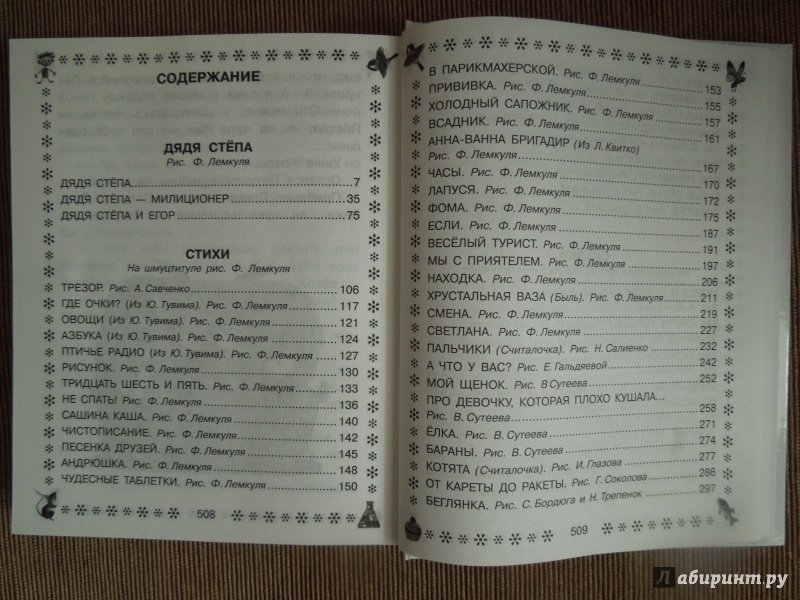 СОДЕРЖАНИЕ
ДЯДЯ СТЁПА
Рис. Ф. Лемкуля
ДЯДЯ СТЁПА....................7
ДЯДЯ СТЁПА — МИЛИЦИОНЕР....................35
ДЯДЯ СТЁПА И ЕГОР....................75
СТИХИ
На шмуцтитуле рис. Ф. Лемкуля
ТРЕЗОР. Рис. А. Савченко....................106
ГДЕ ОЧКИ? (Из Ю. Тувима). Рис. Ф. Лемкуля....................117
ОВОЩИ (Из Ю. Тувима). Рис. Ф. Лемкуля....................121
АЗБУКА (Из Ю. Тувима). Рис. Ф. Лемкуля....................124
ПТИЧЬЕ РАДИО (Из Ю. Тувима). Рис. Ф. Лемкуля....................127
РИСУНОК. Рис. Ф. Лемкуля....................130
ТРИДЦАТЬ ШЕСТЬ И ПЯТЬ. Рис. Ф. Лемкуля....................133
НЕ СПАТЬ! Рис. Ф. Лемкуля....................136
САШИНА КАША. Рис. Ф. Лемкуля....................140
ЧИСТОПИСАНИЕ. Рис. Ф. Лемкуля....................142
ПЕСЕНКА ДРУЗЕЙ. Рис. Ф. Лемкуля....................145
АНДРЮШКА. Рис. Ф. Лемкуля....................148
ЧУДЕСНЫЕ ТАБЛЕТКИ. Рис. Ф. Лемкуля....................150
508
В ПАРИКМАХЕРСКОЙ. Рис. Ф. Лемкуля....................153
ПРИВИВКА. Рис. Ф. Лемкуля....................155
ХОЛОДНЫЙ САПОЖНИК. Рис. Ф. Лемкуля....................157
ВСАДНИК. Рис. Ф. Лемкуля....................161
АННА-ВАННА БРИГАДИР (Из Л. Квитко)
Рис. Ф. Лемкуля....................167
ЧАСЫ. Рис. Ф. Лемкуля....................170
ЛАПУСЯ. Рис. Ф. Лемкуля....................172
ФОМА. Рис. Ф. Лемкуля....................175
ЕСЛИ. Рис. Ф. Лемкуля....................187
ВЕСЁЛЫЙ ТУРИСТ. Рис. Ф. Лемкуля....................191
МЫ С ПРИЯТЕЛЕМ. Рис. Ф. Лемкуля....................197
НАХОДКА. Рис. Ф. Лемкуля....................206
ХРУСТАЛЬНАЯ ВАЗА (Быль). Рис. Ф. Лемкуля....................211
СМЕНА. Рис. Ф. Лемкуля....................219
СВЕТЛАНА. Рис. Ф. Лемкуля....................227
ПАЛЬЧИКИ (Считалочка). Рис. Н. Салиенко....................232
А ЧТО У ВАС? Рис. Е. Гальдяевой....................242
МОЙ ЩЕНОК. Рис. В Сутеева....................252
ПРО ДЕВОЧКУ, КОТОРАЯ ПЛОХО КУШАЛА...
Рис. В. Сутеева....................258
ЁЛКА. Рис. В. Сутеева....................271
БАРАНЫ. Рис. В. Сутеева....................274
КОТЯТА (Считалочка). Рис. И. Глазова....................277
ОТ КАРЕТЫ ДО РАКЕТЫ. Рис. Г. Соколова....................286
БЕГЛЯНКА. Рис. С. Бордюга и Н. Трепенок....................297
509
Лабиринт.ру